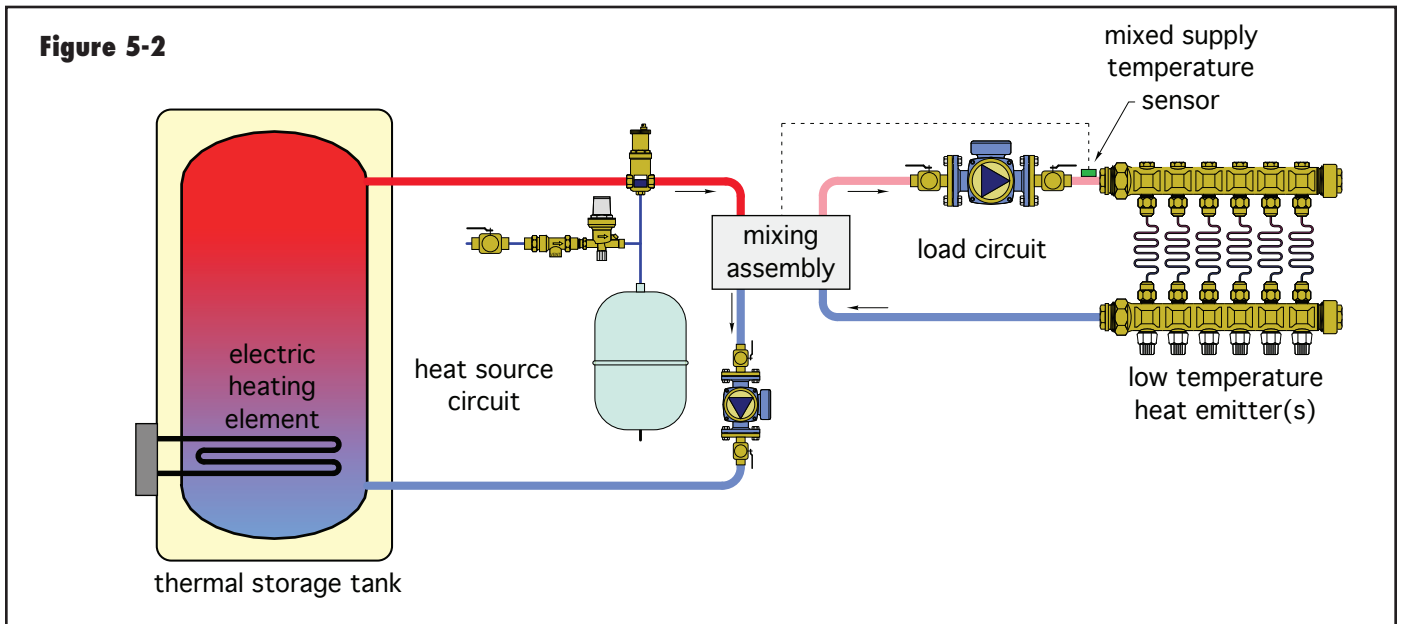 Figure 5-2
mixed supply
temperature
sensor
mixing
assembly
load circuit
electric
heating
element
heat source
circuit
low temperature
heat emitter(s)
thermal storage tank